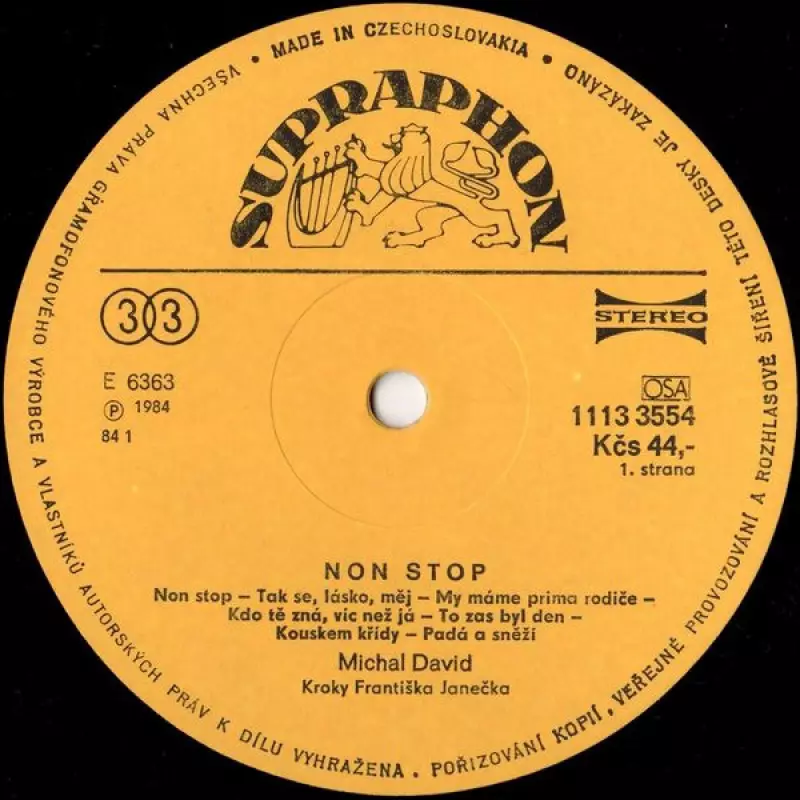 VŠECHNA PRÁVA GRAMOFONOVÉHO VÝROBCE A VLASTNÍKŮ AUTORSKÝCH PRÁV K DÍLU VYHRAŽENA. POŘIZOVÁNÍ KOPIÍ, VEŘEJNÉ PROVOZOVÁNÍ A ROZHLASOVÉ ŠÍŘENÍ TÉTO DESKY JE ZAKÁZÁNO
• MADE IN CZECHOSLOVAKIA •
SUPRAPHON
33
STEREO
E 6363
Ⓟ 1984
84 1
OSA
1113 3554
Kčs 44,-
1. strana
NON STOP
Non stop – Tak se, lásko, měj – My máme prima rodiče –
Kdo tě zná, víc než já – To zas byl den –
Kouskem křídy – Padá a sněží
Michal David
Kroky Františka Janečka